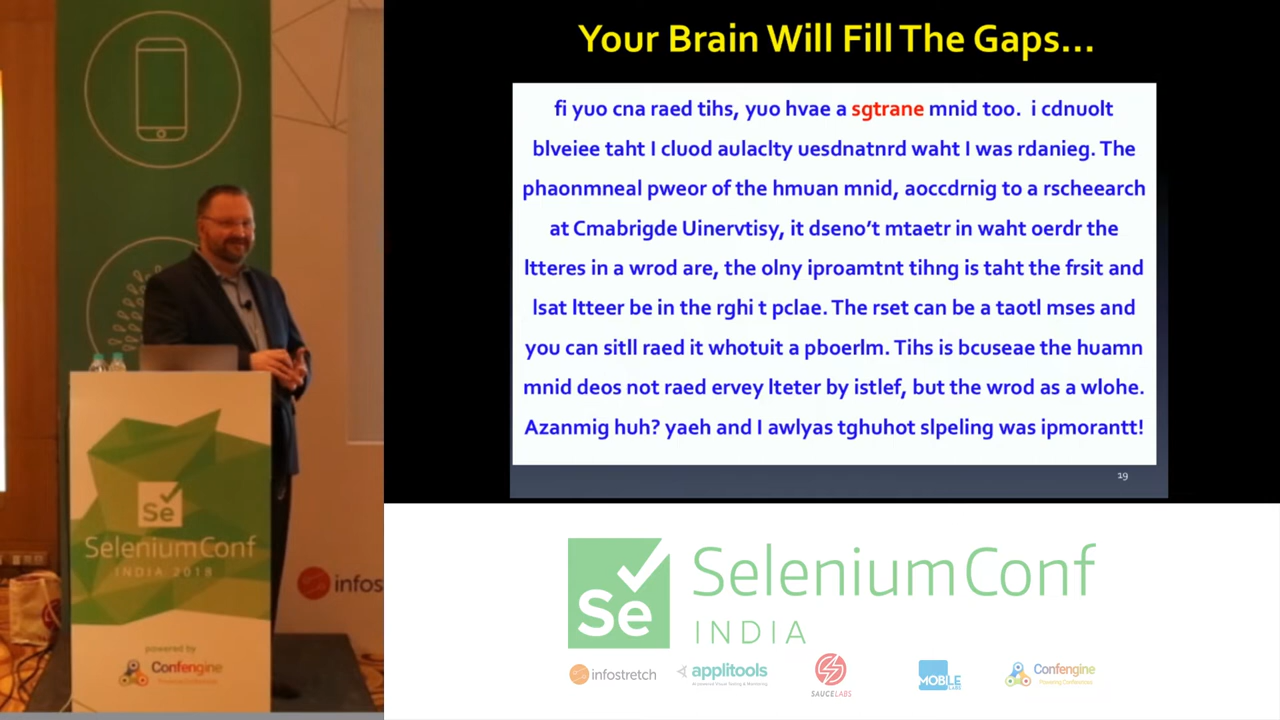 Your Brain Will Fill The Gaps...
fi yuo cna raed tihs, yuo hvae a sgtrane mnid too. i cdnuolt
blveiee taht I cluod aulaclty uesdnatnrd waht I was rdanieg. The
phaonmneal pweor of the hmuan mnid, aoccdrnig to a rscheearch
at Cmabrigde Uinervtisy, it dseno't mtaetr in waht oerdr the
ltteres in a wrod are, the olny iproamtnt tihng is taht the frsit and
lsat ltteer be in the rghi t pclae. The rset can be a taotl mses and
you can sitll raed it whotuit a pboerlm. Tihs is bcuseae the huamn
mnid deos not raed ervey lteter by istlef, but the wrod as a wlohe.
Azanmig huh? yaeh and I awlyas tghuhot slpeling was ipmorantt!
19
Se
SeleniumConf
INDIA 2018
powered by
Confengine
infos
Se
SeleniumConf
INDIA
infostretch
applitools
SAUCELABS
MOBILE
LABS
Confengine
Powering Conferences